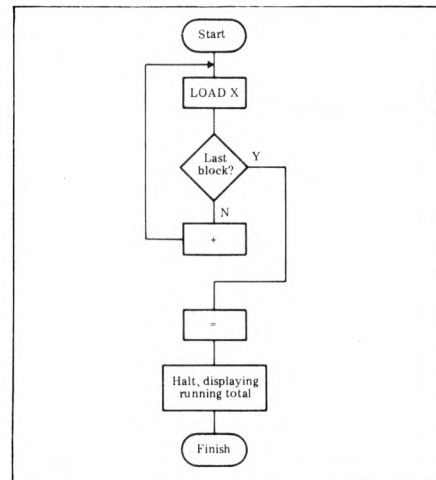 Start
LOAD X
Last
block?
Y
N
+
=
Halt, displaying
running total
Finish